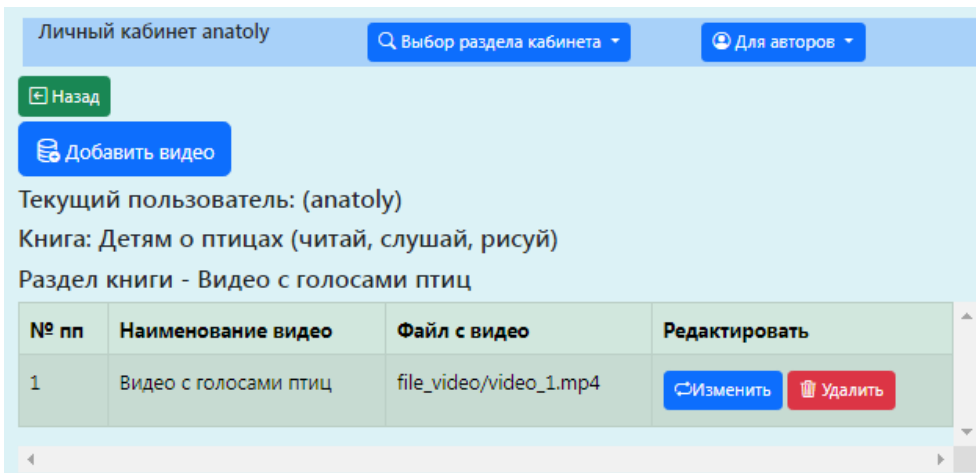 Личный кабинет anatoly Выбор раздела кабинета Для авторов
Назад
Добавить видео
Текущий пользователь: (anatoly)
Книга: Детям о птицах (читай, слушай, рисуй)
Раздел книги - Видео с голосами птиц
№ пп Наименование видео Файл с видео Редактировать
1 Видео с голосами птиц file_video/video_1.mp4 Изменить Удалить